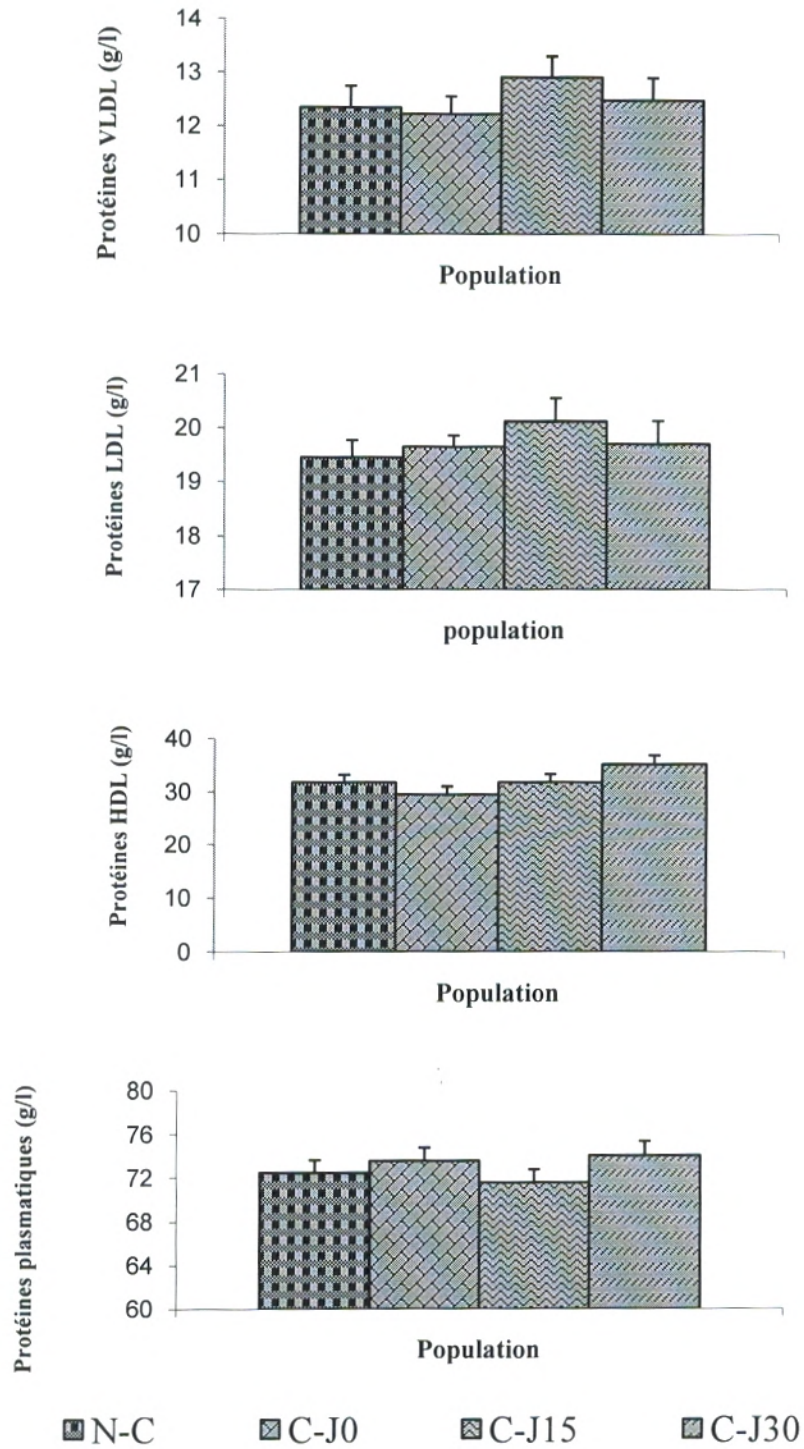 Protéines VLDL (g/l)
14
13
12
11
10
Population
Protéines LDL (g/l)
21
20
19
18
17
population
Protéines HDL (g/l)
40
30
20
10
0
Population
Protéines plasmatiques (g/l)
80
76
72
68
64
60
Population
N-C C-J0 C-J15 C-J30